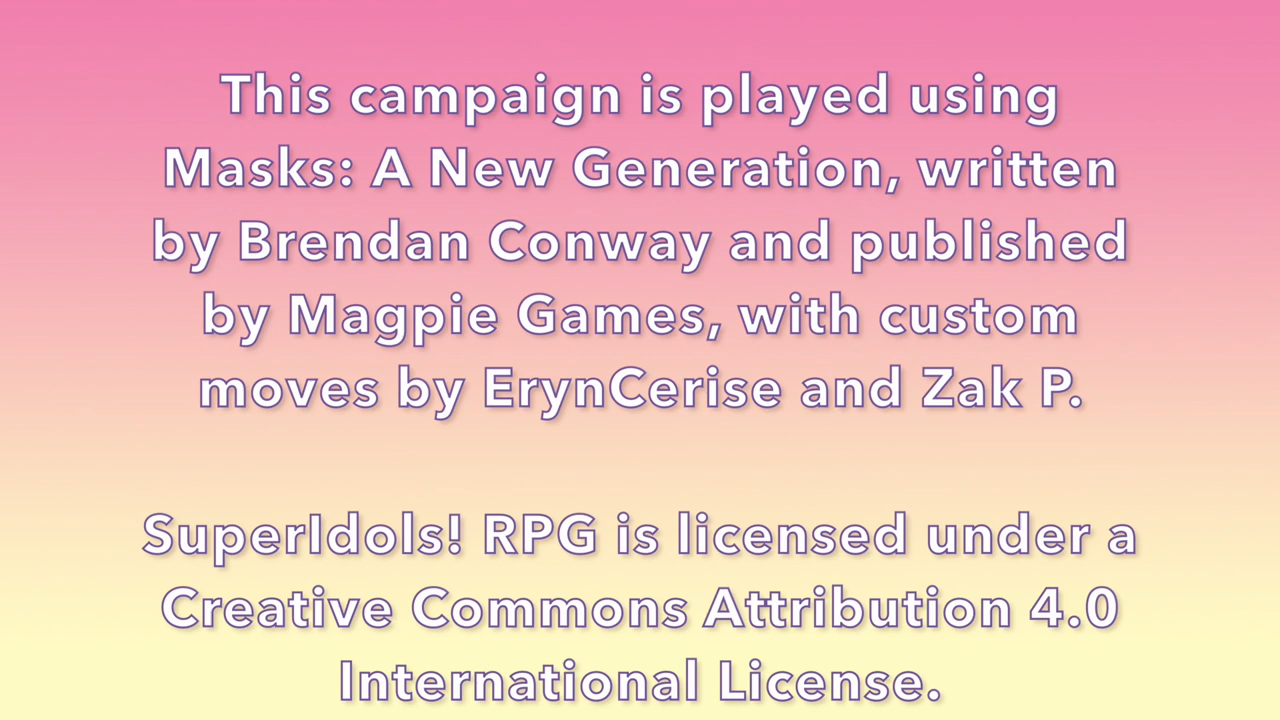 This campaign is played using
Masks: A New Generation, written
by Brendan Conway and published
by Magpie Games, with custom
moves by ErynCerise and Zak P.
SuperIdols! RPG is licensed under a
Creative Commons Attribution 4.0
International License.